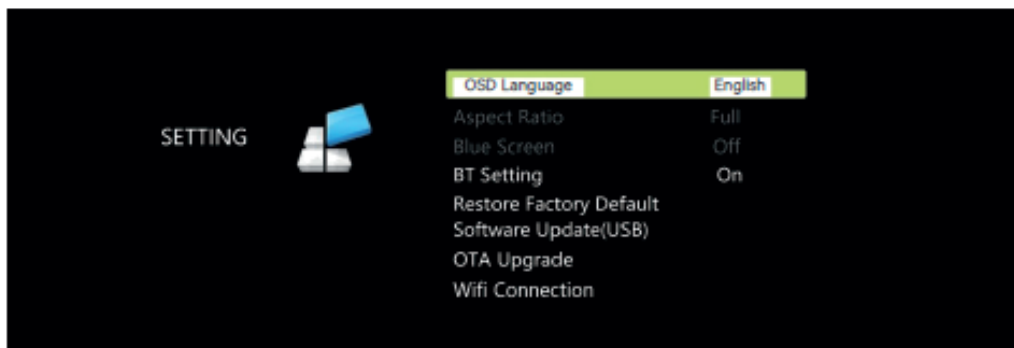 SETTING
OSD Language English
Aspect Ratio Full
Blue Screen Off
BT Setting On
Restore Factory Default
Software Update(USB)
OTA Upgrade
Wifi Connection